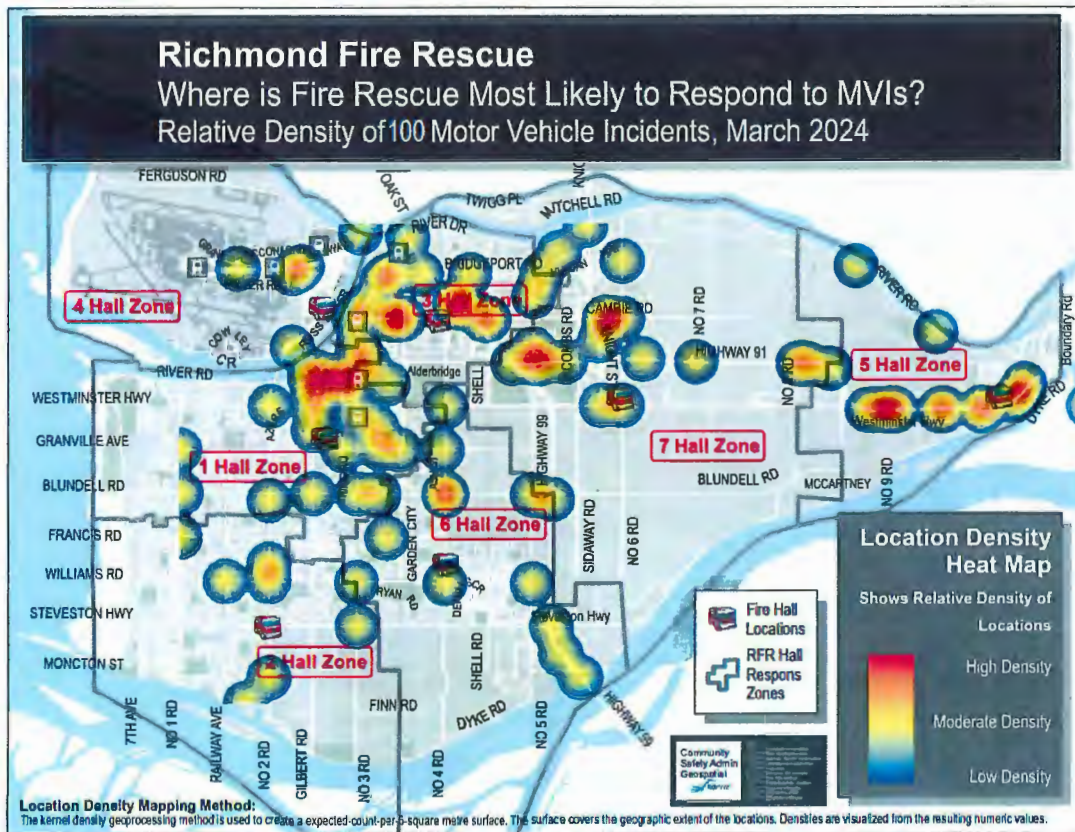 Richmond Fire Rescue
Where is Fire Rescue Most Likely to Respond to MVIs?
Relative Density of 100 Motor Vehicle Incidents, March 2024
FERGUSON RD
OAK ST
TWIGG PL
MITCHELL RD
RIVER DR
BRIDGEPORT RD
4 Hall Zone
3 Hall Zone
CAMBIE RD
NO 7 RD
RIVER RD
Boundary Rd
COMBS RD
HIGHWAY 91
5 Hall Zone
RIVER RD
Alderbridge
SHELL
WESTMINSTER HWY
Westminster Hwy
DYKE RD
GRANVILLE AVE
HIGHWAY 99
7 Hall Zone
1 Hall Zone
BLUNDELL RD
BLUNDELL RD
MCCARTNEY
NO 9 RD
6 Hall Zone
FRANCIS RD
GARDEN CITY
SIDAWAY RD
NO 6 RD
WILLIAMS RD
RYAN RD
STEVESTON HWY
2 Hall Zone
MONCTON ST
SHELL RD
FINN RD
DYKE RD
HIGHWAY 99
7TH AVE
NO 1 RD
RAILWAY AVE
NO 2 RD
GILBERT RD
NO 3 RD
NO 4 RD
NO 5 RD
Fire Hall
Locations
RFR Hall
Respons
Zones
Location Density
Heat Map
Shows Relative Density of
Locations
High Density
Moderate Density
Low Density
Community
Safety Admin
Geospatial
Location Density Mapping Method:
The kernel density geoprocessing method is used to create a expected-count-per-5-square metre surface. The surface covers the geographic extent of the locations. Densities are visualized from the resulting numeric values.